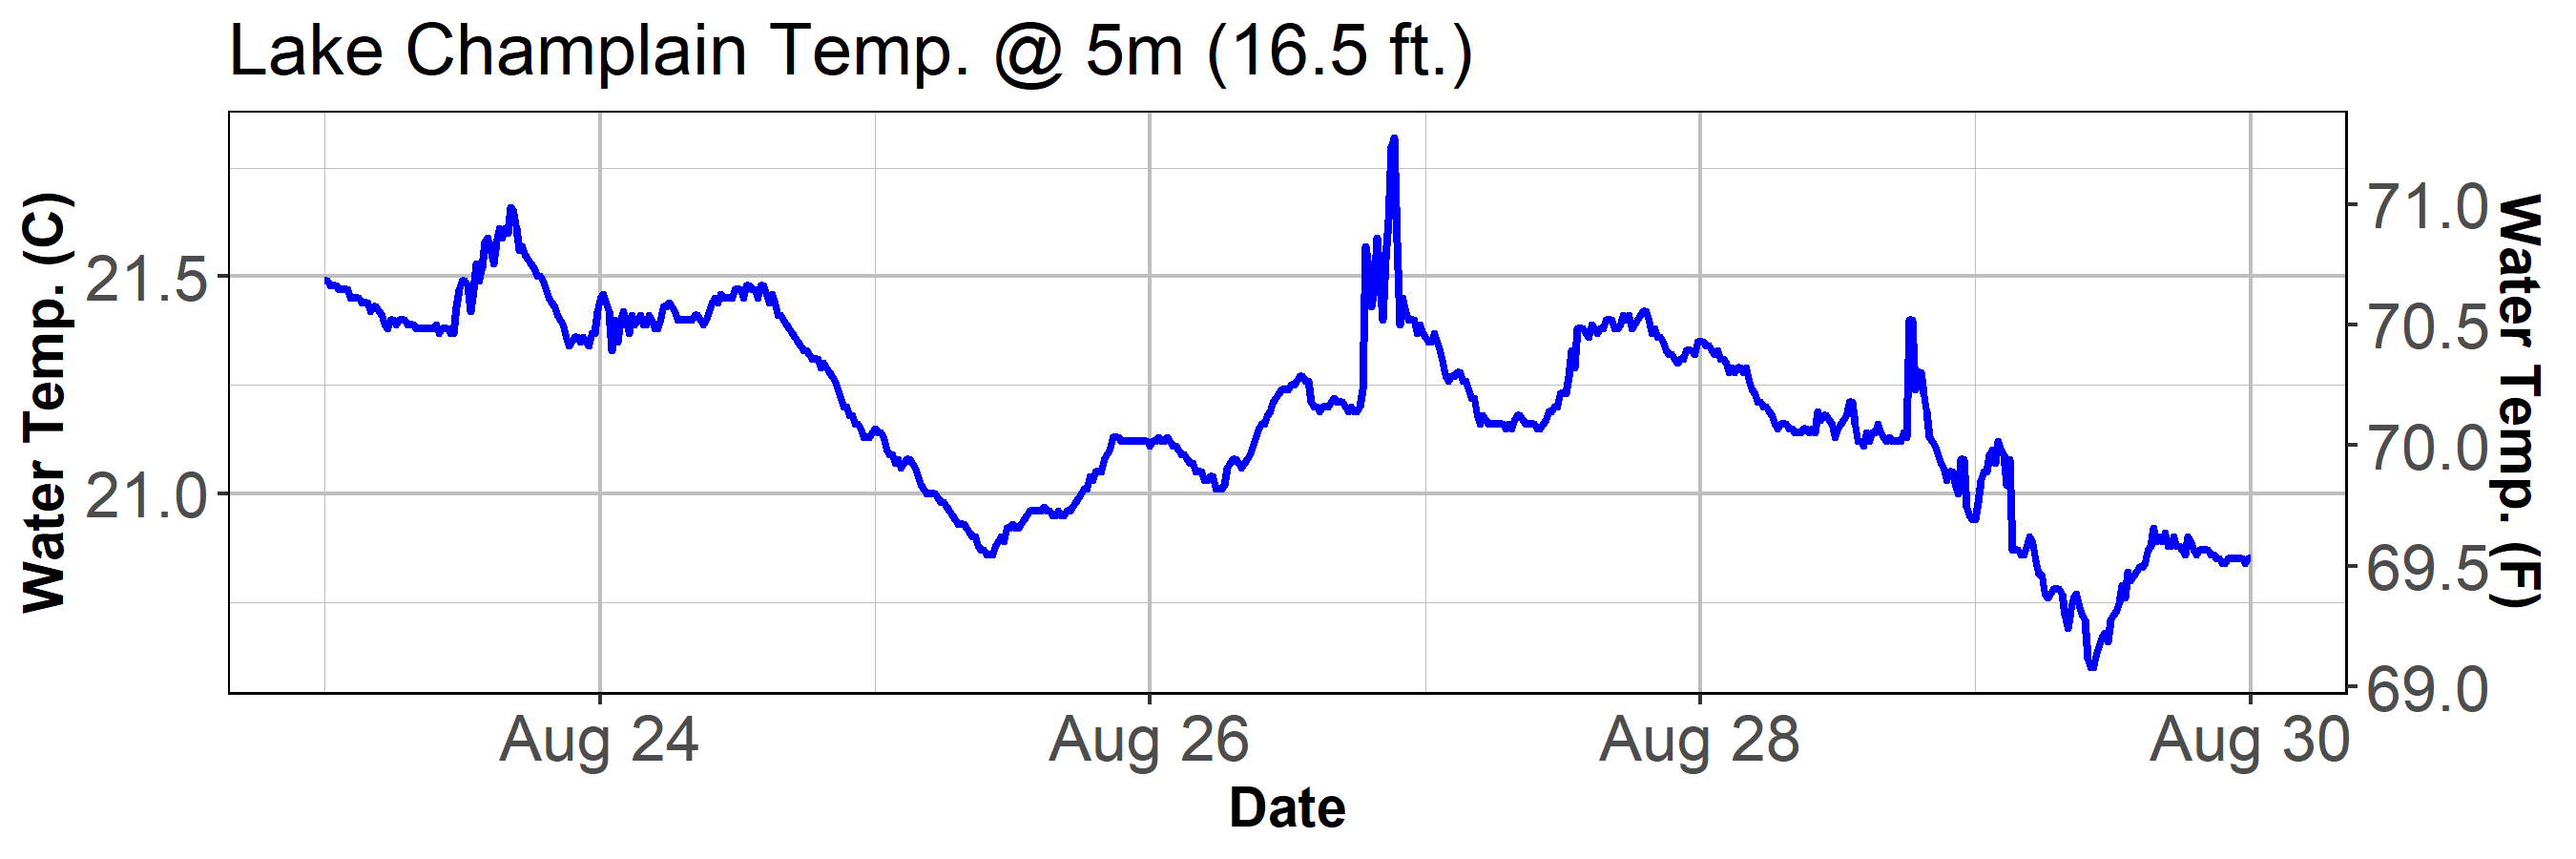 Lake Champlain Temp. @ 5m (16.5 ft.)
Water Temp. (C)
21.5
21.0
71.0
70.5
70.0
69.5
69.0
Water Temp. (F)
Aug 24
Aug 26
Aug 28
Aug 30
Date